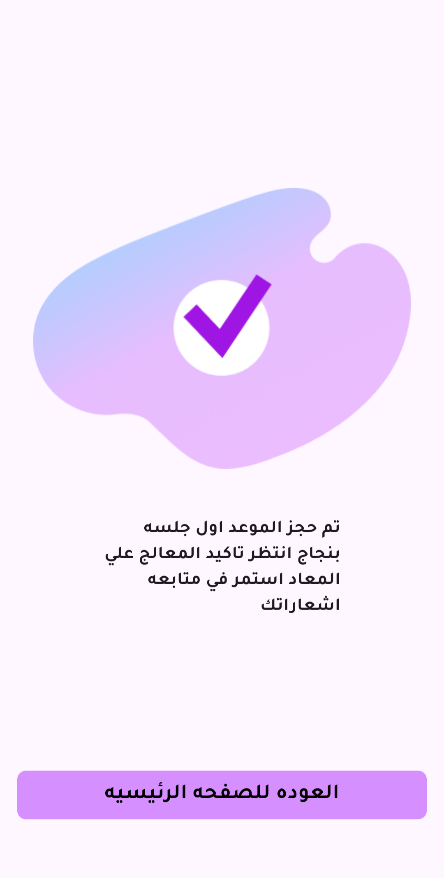 تم حجز الموعد اول جلسه
بنجاح انتظر تاكيد المعالج علي
المعاد استمر في متابعه
اشعاراتك
العوده للصفحه الرئيسيه